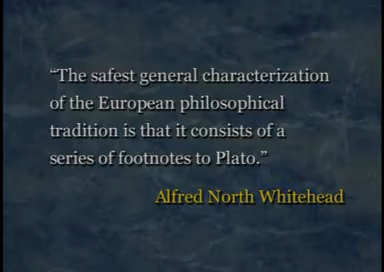 “The safest general characterization
of the European philosophical
tradition is that it consists of a
series of footnotes to Plato.”
Alfred North Whitehead